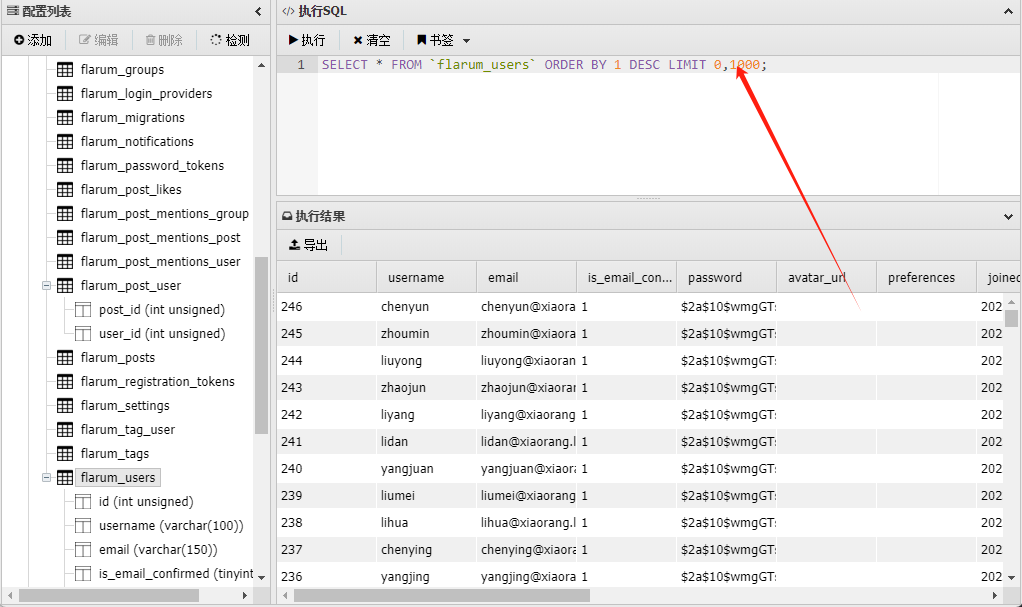 配置列表
添加 编辑 删除 检测
flarum_groups
flarum_login_providers
flarum_migrations
flarum_notifications
flarum_password_tokens
flarum_post_likes
flarum_post_mentions_group
flarum_post_mentions_post
flarum_post_mentions_user
flarum_post_user
post_id (int unsigned)
user_id (int unsigned)
flarum_posts
flarum_registration_tokens
flarum_settings
flarum_tag_user
flarum_tags
flarum_users
id (int unsigned)
username (varchar(100))
email (varchar(150))
is_email_confirmed (tinyint
</> 执行SQL
执行 清空 书签
1 SELECT * FROM `flarum_users` ORDER BY 1 DESC LIMIT 0,1000;
执行结果
导出
id username email is_email_con... password avatar_url preferences joined
246 chenyun chenyun@xiaora 1 $2a$10$wmgGT: 202
245 zhoumin zhoumin@xiaora 1 $2a$10$wmgGT: 202
244 liuyong liuyong@xiaorar 1 $2a$10$wmgGT: 202
243 zhaojun zhaojun@xiaorar 1 $2a$10$wmgGT: 202
242 liyang liyang@xiaorang 1 $2a$10$wmgGT: 202
241 lidan lidan@xiaorang.l 1 $2a$10$wmgGT: 202
240 yangjuan yangjuan@xiaora 1 $2a$10$wmgGT: 202
239 liumei liumei@xiaorang 1 $2a$10$wmgGT: 202
238 lihua lihua@xiaorang.l 1 $2a$10$wmgGT: 202
237 chenying chenying@xiaora 1 $2a$10$wmgGT: 202
236 yangjing yangjing@xiaora 1 $2a$10$wmgGT: 202